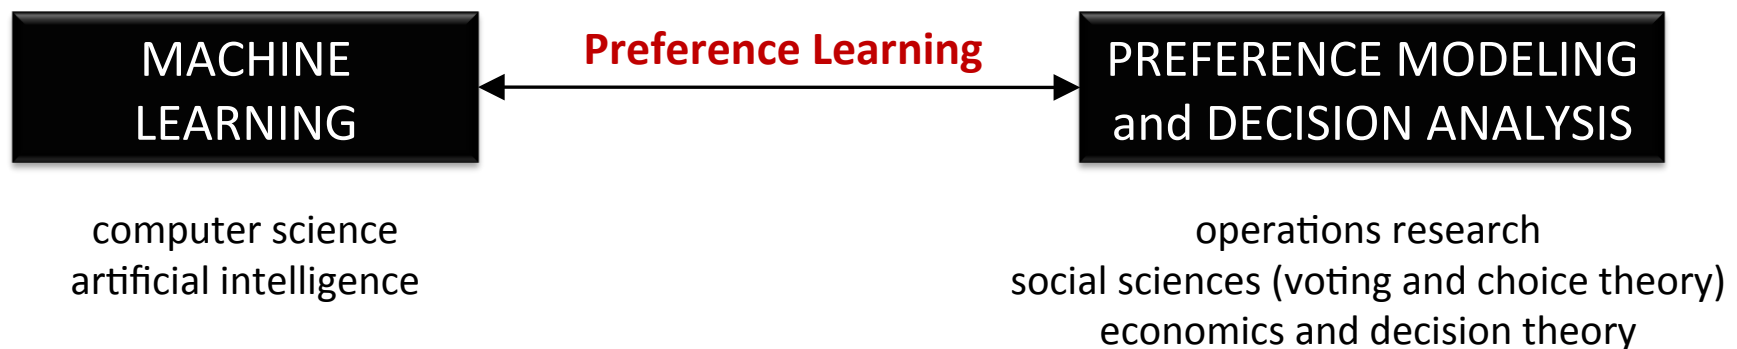 MACHINE
LEARNING
Preference Learning
PREFERENCE MODELING
and DECISION ANALYSIS
computer science
artificial intelligence
operations research
social sciences (voting and choice theory)
economics and decision theory